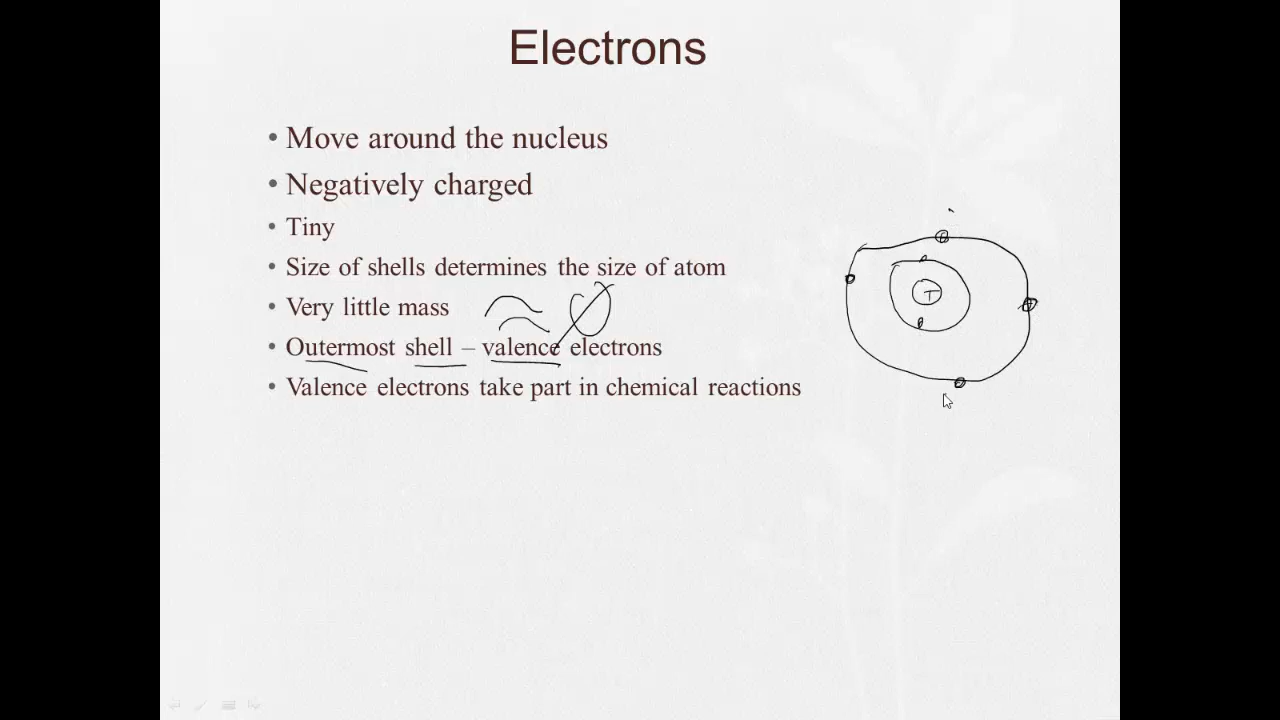 Electrons
• Move around the nucleus
• Negatively charged
• Tiny
• Size of shells determines the size of atom
• Very little mass
• Outermost shell – valence electrons
• Valence electrons take part in chemical reactions